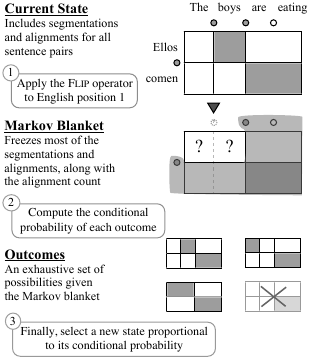 Current State
Includes segmentations
and alignments for all
sentence pairs
The boys are eating
Ellos
comen
1
Apply the FLIP operator
to English position 1
Markov Blanket
Freezes most of the
segmentations and
alignments, along with
the alignment count
? ?
2
Compute the conditional
probability of each outcome
Outcomes
An exhaustive set of
possibilities given
the Markov blanket
3
Finally, select a new state proportional
to its conditional probability